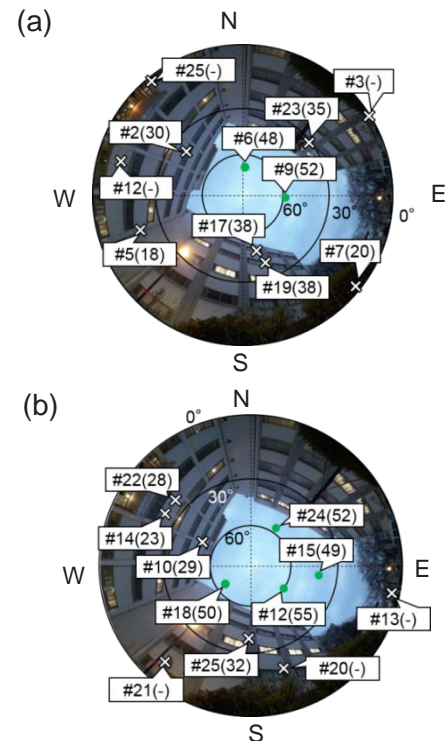 (a)
N
#25(-)
#3(-)
#23(35)
#2(30)
#6(48)
#9(52)
#12(-)
W
E
60°
30°
0°
#17(38)
#5(18)
#7(20)
#19(38)
S
(b)
N
0°
#22(28)
30°
#24(52)
#14(23)
60°
#15(49)
#10(29)
W
E
#18(50)
#12(55)
#13(-)
#25(32)
#20(-)
#21(-)
S